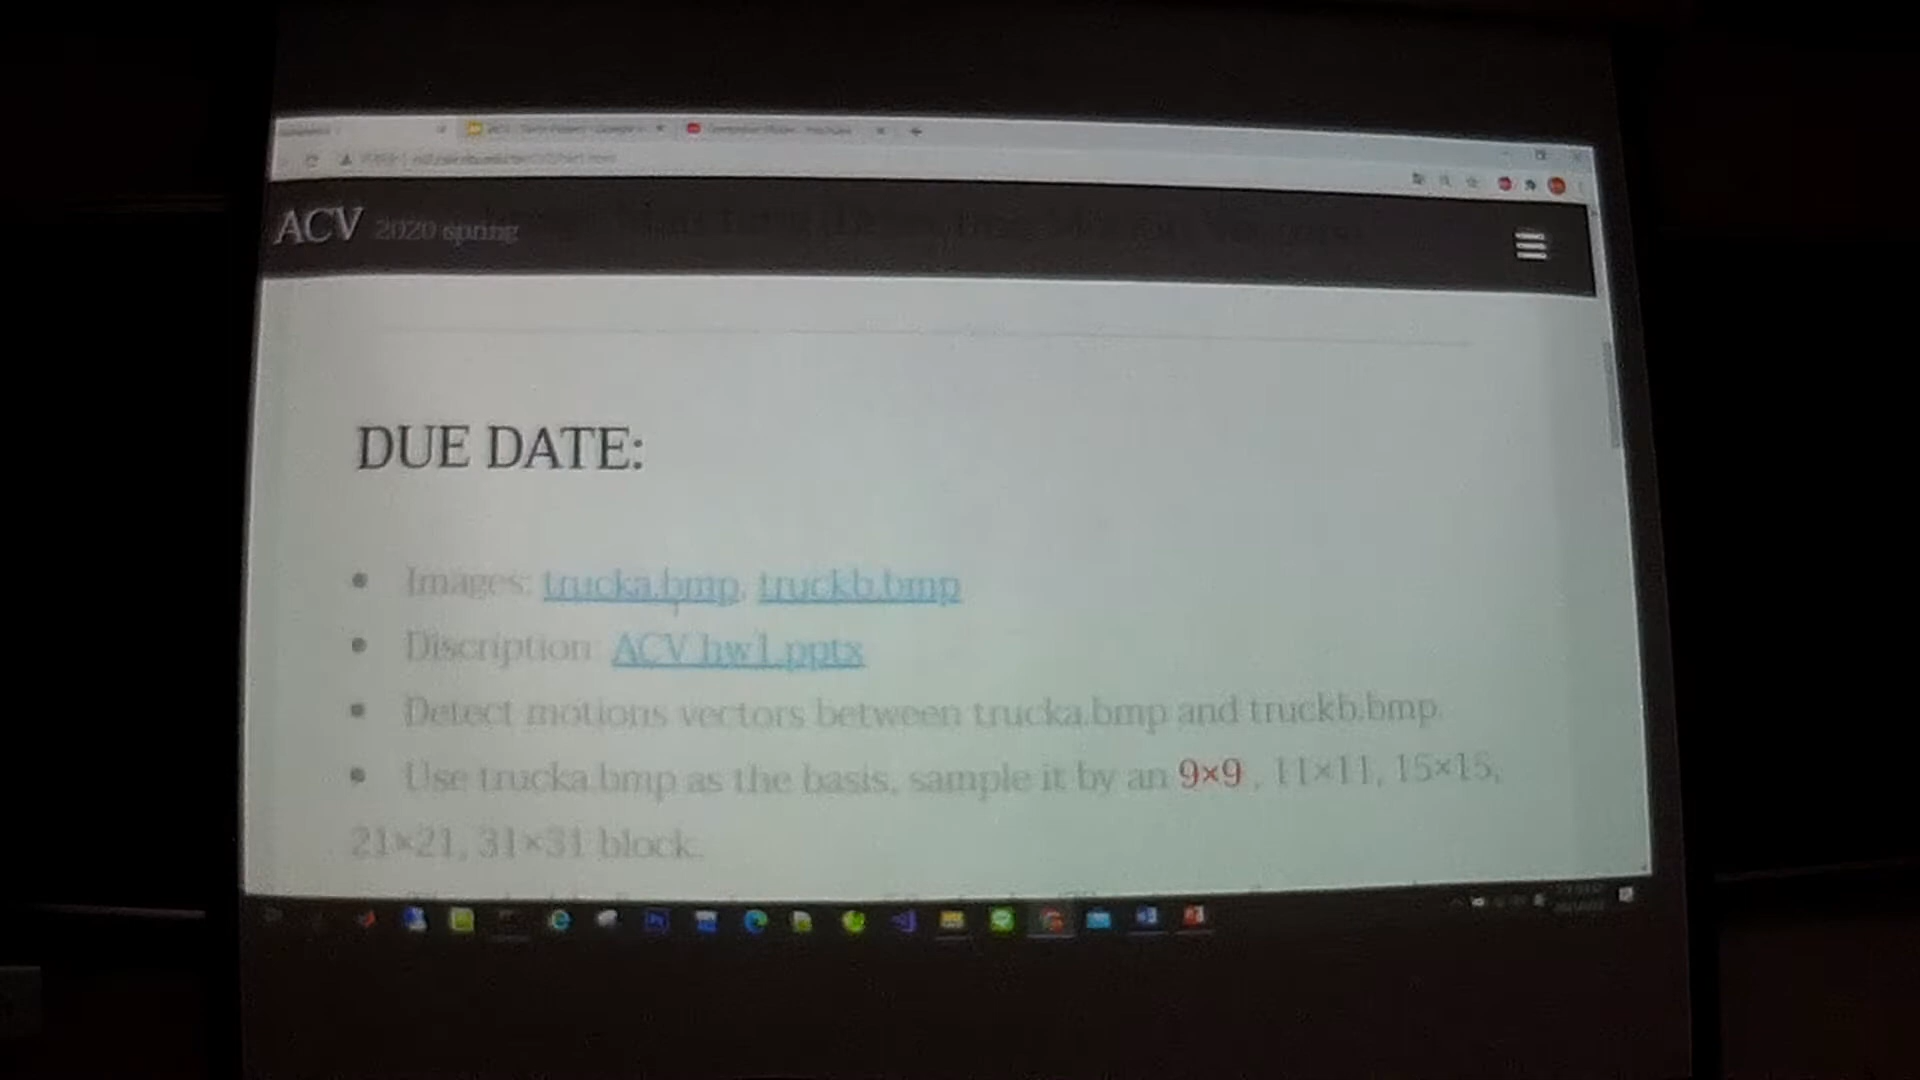 ACV 2020 spring
DUE DATE:
Images: trucka.bmp, truckb.bmp
Discription: ACV hw1.pptx
Detect motions vectors between trucka.bmp and truckb.bmp.
Use trucka.bmp as the basis, sample it by an 9×9 , 11×11, 15×15,
21×21, 31×31 block.